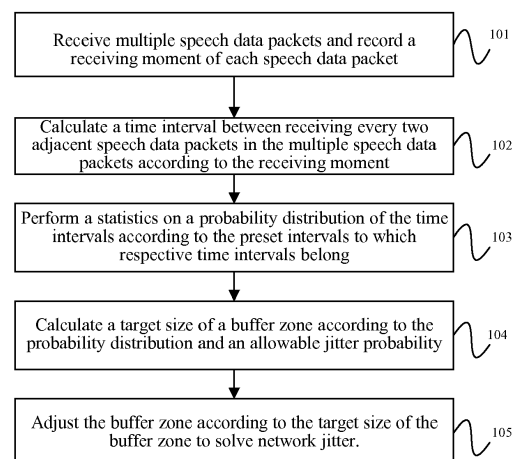 Receive multiple speech data packets and record a
receiving moment of each speech data packet
101
Calculate a time interval between receiving every two
adjacent speech data packets in the multiple speech data
packets according to the receiving moment
102
Perform a statistics on a probability distribution of the time
intervals according to the preset intervals to which
respective time intervals belong
103
Calculate a target size of a buffer zone according to the
probability distribution and an allowable jitter probability
104
Adjust the buffer zone according to the target size of the
buffer zone to solve network jitter.
105